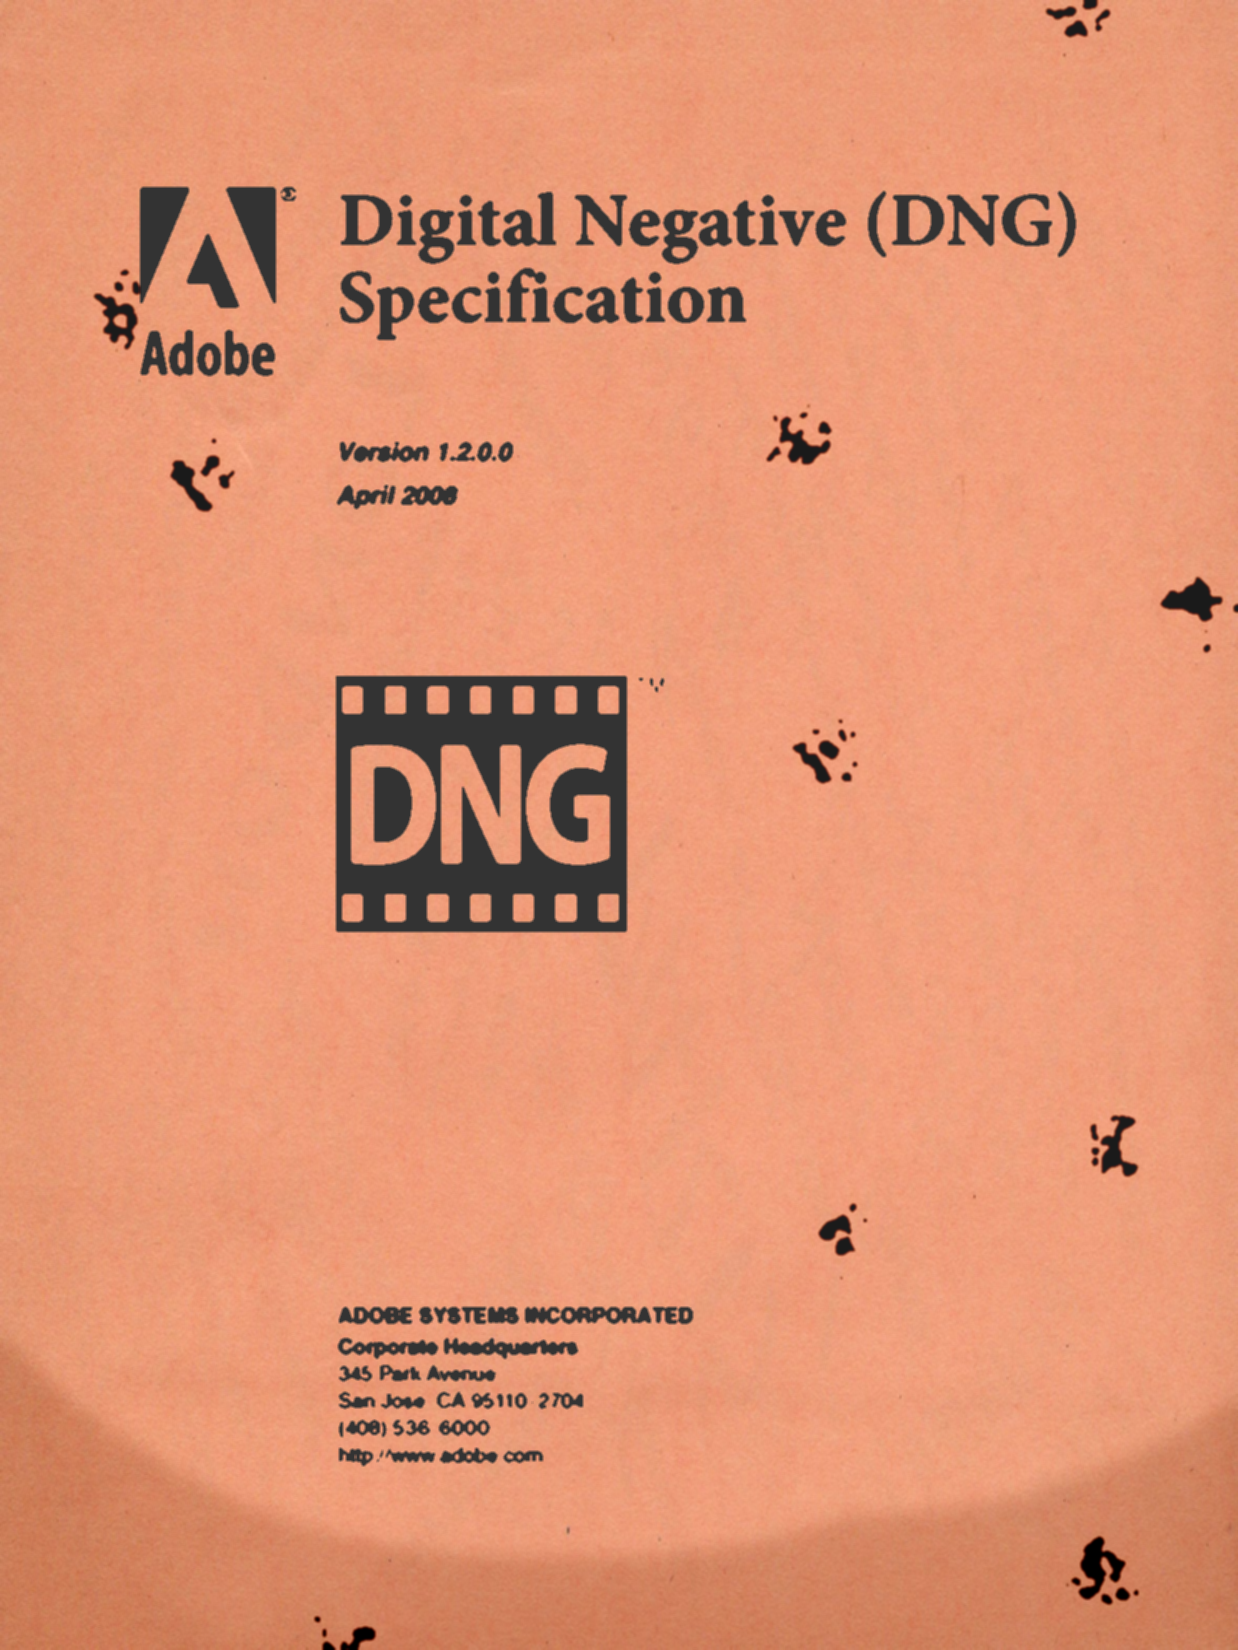 Adobe®
Digital Negative (DNG)
Specification
Version 1.2.0.0
April 2008
DNG
ADOBE SYSTEMS INCORPORATED
Corporate Headquarters
345 Park Avenue
San Jose CA 95110 2704
(408) 536 6000
http://www adobe com